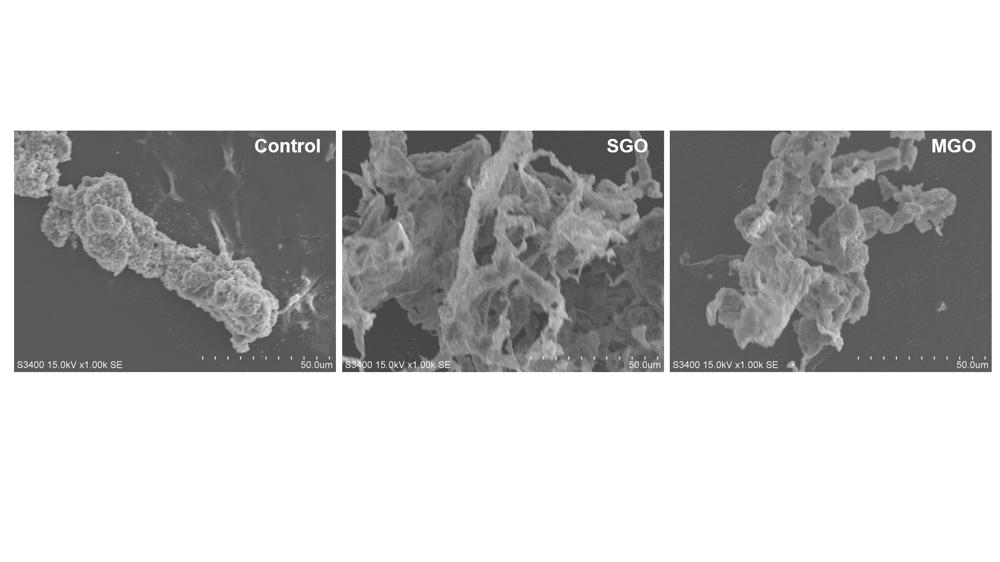 Control
SGO
MGO
S3400 15.0kV x1.00k SE
50.0um
S3400 15.0kV x1.00k SE
50.0um
S3400 15.0kV x1.00k SE
50.0um